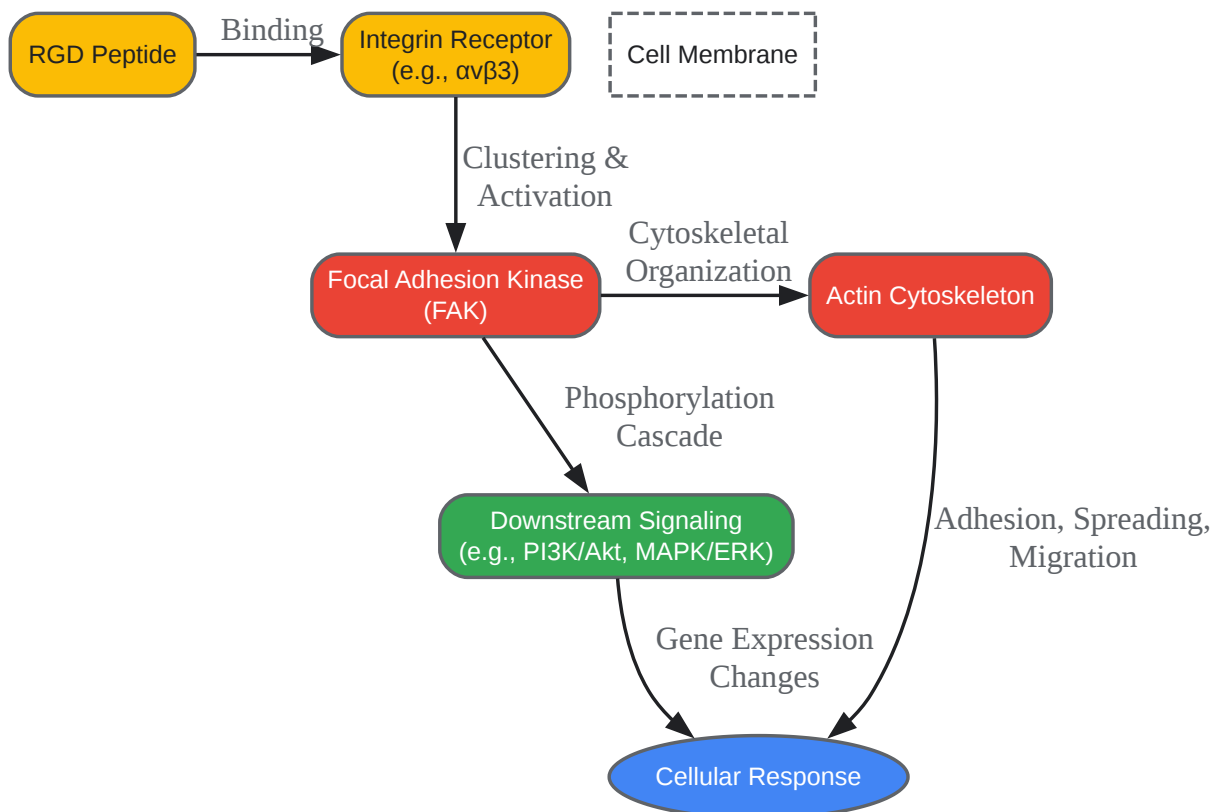 RGD Peptide
Binding
Integrin Receptor
(e.g., αvβ3)
Cell Membrane
Clustering &
Activation
Focal Adhesion Kinase
(FAK)
Cytoskeletal
Organization
Actin Cytoskeleton
Phosphorylation
Cascade
Downstream Signaling
(e.g., PI3K/Akt, MAPK/ERK)
Adhesion, Spreading,
Migration
Gene Expression
Changes
Cellular Response